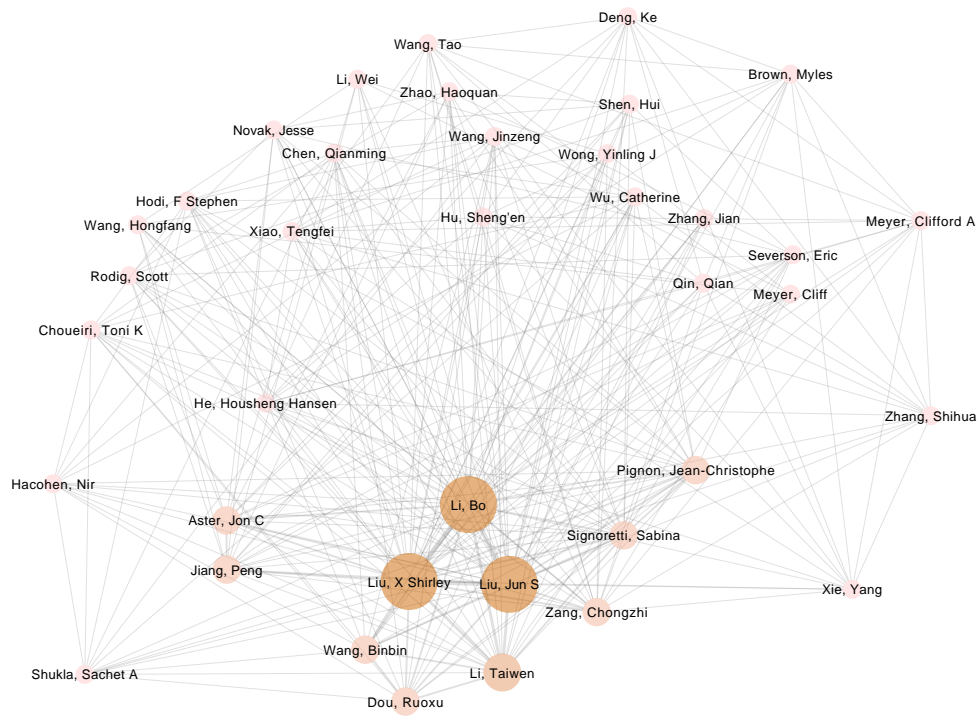 Deng, Ke
Wang, Tao
Brown, Myles
Li, Wei
Zhao, Haoquan
Shen, Hui
Novak, Jesse
Wang, Jinzeng
Chen, Qianming
Wong, Yinling J
Hodi, F Stephen
Wu, Catherine
Wang, Hongfang
Xiao, Tengfei
Hu, Sheng'en
Zhang, Jian
Meyer, Clifford A
Severson, Eric
Rodig, Scott
Qin, Qian
Meyer, Cliff
Choueiri, Toni K
He, Housheng Hansen
Zhang, Shihua
Pignon, Jean-Christophe
Hacohen, Nir
Li, Bo
Aster, Jon C
Signoretti, Sabina
Jiang, Peng
Liu, X Shirley
Liu, Jun S
Xie, Yang
Zang, Chongzhi
Wang, Binbin
Shukla, Sachet A
Li, Taiwen
Dou, Ruoxu